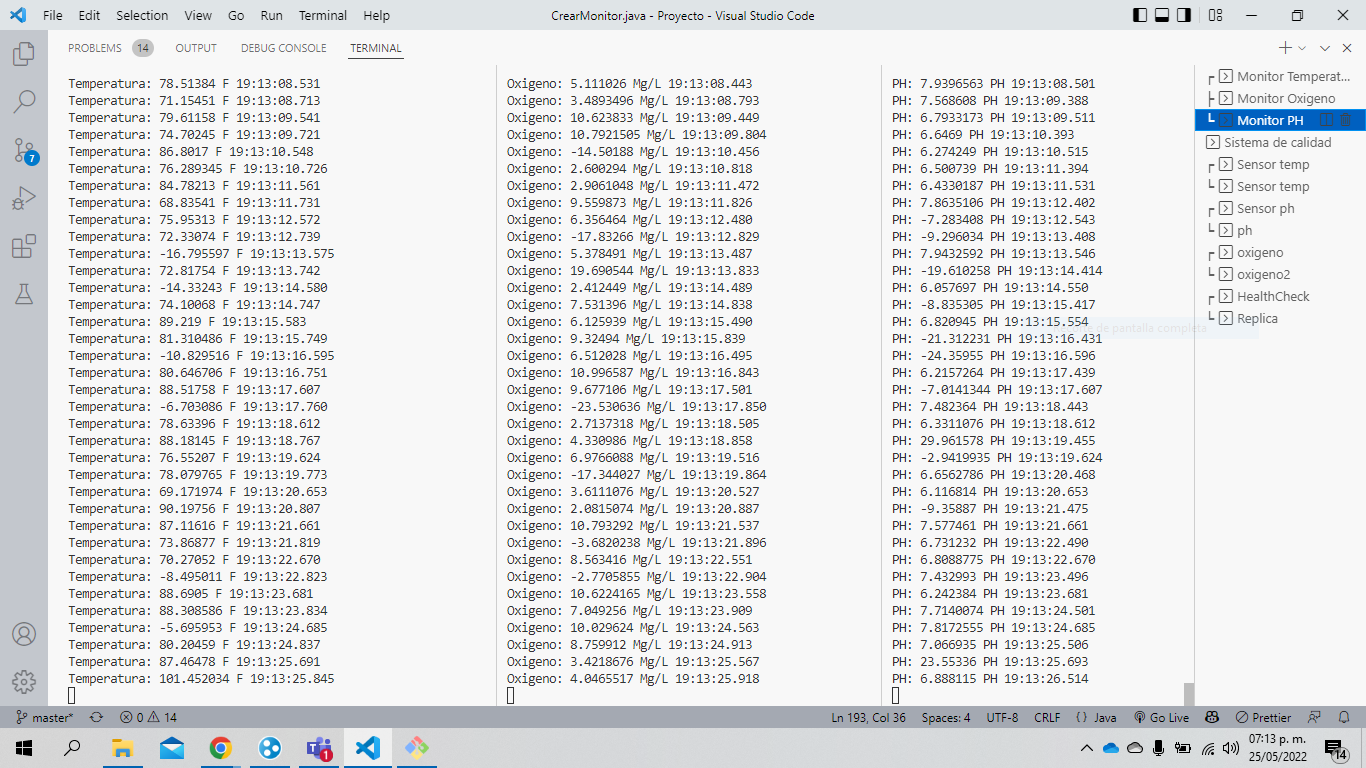 File Edit Selection View Go Run Terminal Help CrearMonitor.java - Proyecto - Visual Studio Code
PROBLEMS 14 OUTPUT DEBUG CONSOLE TERMINAL
Temperatura: 78.51384 F 19:13:08.531
Temperatura: 71.15451 F 19:13:08.713
Temperatura: 79.61158 F 19:13:09.541
Temperatura: 74.70245 F 19:13:09.721
Temperatura: 86.8017 F 19:13:10.548
Temperatura: 76.289345 F 19:13:10.726
Temperatura: 84.78213 F 19:13:11.561
Temperatura: 68.83541 F 19:13:11.731
Temperatura: 75.95313 F 19:13:12.572
Temperatura: 72.33074 F 19:13:12.739
Temperatura: -16.795597 F 19:13:13.575
Temperatura: 72.81754 F 19:13:13.742
Temperatura: -14.33243 F 19:13:14.580
Temperatura: 74.10068 F 19:13:14.747
Temperatura: 89.219 F 19:13:15.583
Temperatura: 81.310486 F 19:13:15.749
Temperatura: -10.829516 F 19:13:16.595
Temperatura: 80.646706 F 19:13:16.751
Temperatura: 88.51758 F 19:13:17.607
Temperatura: -6.703086 F 19:13:17.760
Temperatura: 78.63396 F 19:13:18.612
Temperatura: 88.18145 F 19:13:18.767
Temperatura: 76.55207 F 19:13:19.624
Temperatura: 78.079765 F 19:13:19.773
Temperatura: 69.171974 F 19:13:20.653
Temperatura: 90.19756 F 19:13:20.807
Temperatura: 87.11616 F 19:13:21.661
Temperatura: 73.86877 F 19:13:21.819
Temperatura: 70.27052 F 19:13:22.670
Temperatura: -8.495011 F 19:13:22.823
Temperatura: 88.6905 F 19:13:23.681
Temperatura: 88.308586 F 19:13:23.834
Temperatura: -5.695953 F 19:13:24.685
Temperatura: 80.20459 F 19:13:24.837
Temperatura: 87.46478 F 19:13:25.691
Temperatura: 101.452034 F 19:13:25.845
Oxigeno: 5.111026 Mg/L 19:13:08.443
Oxigeno: 3.4893496 Mg/L 19:13:08.793
Oxigeno: 10.623833 Mg/L 19:13:09.449
Oxigeno: 10.7921505 Mg/L 19:13:09.804
Oxigeno: -14.50188 Mg/L 19:13:10.456
Oxigeno: 2.600294 Mg/L 19:13:10.818
Oxigeno: 2.9061048 Mg/L 19:13:11.472
Oxigeno: 9.559873 Mg/L 19:13:11.826
Oxigeno: 6.356464 Mg/L 19:13:12.480
Oxigeno: -17.83266 Mg/L 19:13:12.829
Oxigeno: 5.378491 Mg/L 19:13:13.487
Oxigeno: 19.690544 Mg/L 19:13:13.833
Oxigeno: 2.412449 Mg/L 19:13:14.489
Oxigeno: 7.531396 Mg/L 19:13:14.838
Oxigeno: 6.125939 Mg/L 19:13:15.490
Oxigeno: 9.32494 Mg/L 19:13:15.839
Oxigeno: 6.512028 Mg/L 19:13:16.495
Oxigeno: 10.996587 Mg/L 19:13:16.843
Oxigeno: 9.677106 Mg/L 19:13:17.501
Oxigeno: -23.530636 Mg/L 19:13:17.850
Oxigeno: 2.7137318 Mg/L 19:13:18.505
Oxigeno: 4.330986 Mg/L 19:13:18.858
Oxigeno: 6.9766088 Mg/L 19:13:19.516
Oxigeno: -17.344027 Mg/L 19:13:19.864
Oxigeno: 3.6111076 Mg/L 19:13:20.527
Oxigeno: 2.0815074 Mg/L 19:13:20.887
Oxigeno: 10.793292 Mg/L 19:13:21.537
Oxigeno: -3.6820238 Mg/L 19:13:21.896
Oxigeno: 8.563416 Mg/L 19:13:22.551
Oxigeno: -2.7705855 Mg/L 19:13:22.904
Oxigeno: 10.6224165 Mg/L 19:13:23.558
Oxigeno: 7.049256 Mg/L 19:13:23.909
Oxigeno: 10.029624 Mg/L 19:13:24.563
Oxigeno: 8.759912 Mg/L 19:13:24.913
Oxigeno: 3.4218676 Mg/L 19:13:25.567
Oxigeno: 4.0465517 Mg/L 19:13:25.918
PH: 7.9396563 PH 19:13:08.501
PH: 7.568608 PH 19:13:09.388
PH: 6.7933173 PH 19:13:09.511
PH: 6.6469 PH 19:13:10.393
PH: 6.274249 PH 19:13:10.515
PH: 6.500739 PH 19:13:11.394
PH: 6.4330187 PH 19:13:11.531
PH: 7.8635106 PH 19:13:12.402
PH: -7.283408 PH 19:13:12.543
PH: -9.296034 PH 19:13:13.408
PH: 7.9432592 PH 19:13:13.546
PH: -19.610258 PH 19:13:14.414
PH: 6.057697 PH 19:13:14.550
PH: -8.835305 PH 19:13:15.417
PH: 6.820945 PH 19:13:15.554
PH: -21.312231 PH 19:13:16.431
PH: -24.35955 PH 19:13:16.596
PH: 6.2157264 PH 19:13:17.439
PH: -7.0141344 PH 19:13:17.607
PH: 7.482364 PH 19:13:18.443
PH: 6.3311076 PH 19:13:18.612
PH: 29.961578 PH 19:13:19.455
PH: -2.9419935 PH 19:13:19.624
PH: 6.6562786 PH 19:13:20.468
PH: 6.116814 PH 19:13:20.653
PH: -9.35887 PH 19:13:21.475
PH: 7.577461 PH 19:13:21.661
PH: 6.731232 PH 19:13:22.490
PH: 6.8088775 PH 19:13:22.670
PH: 7.432993 PH 19:13:23.496
PH: 6.242384 PH 19:13:23.681
PH: 7.7140074 PH 19:13:24.501
PH: 7.8172555 PH 19:13:24.685
PH: 7.066935 PH 19:13:25.506
PH: 23.55336 PH 19:13:25.693
PH: 6.888115 PH 19:13:26.514
Monitor Temperat...
Monitor Oxigeno
Monitor PH
Sistema de calidad
Sensor temp
Sensor temp
Sensor ph
ph
oxigeno
oxigeno2
HealthCheck
Replica
de pantalla completa
7
master* 0 14 Ln 193, Col 36 Spaces: 4 UTF-8 CRLF {} Java Go Live Prettier
1
07:13 p. m.
25/05/2022
14